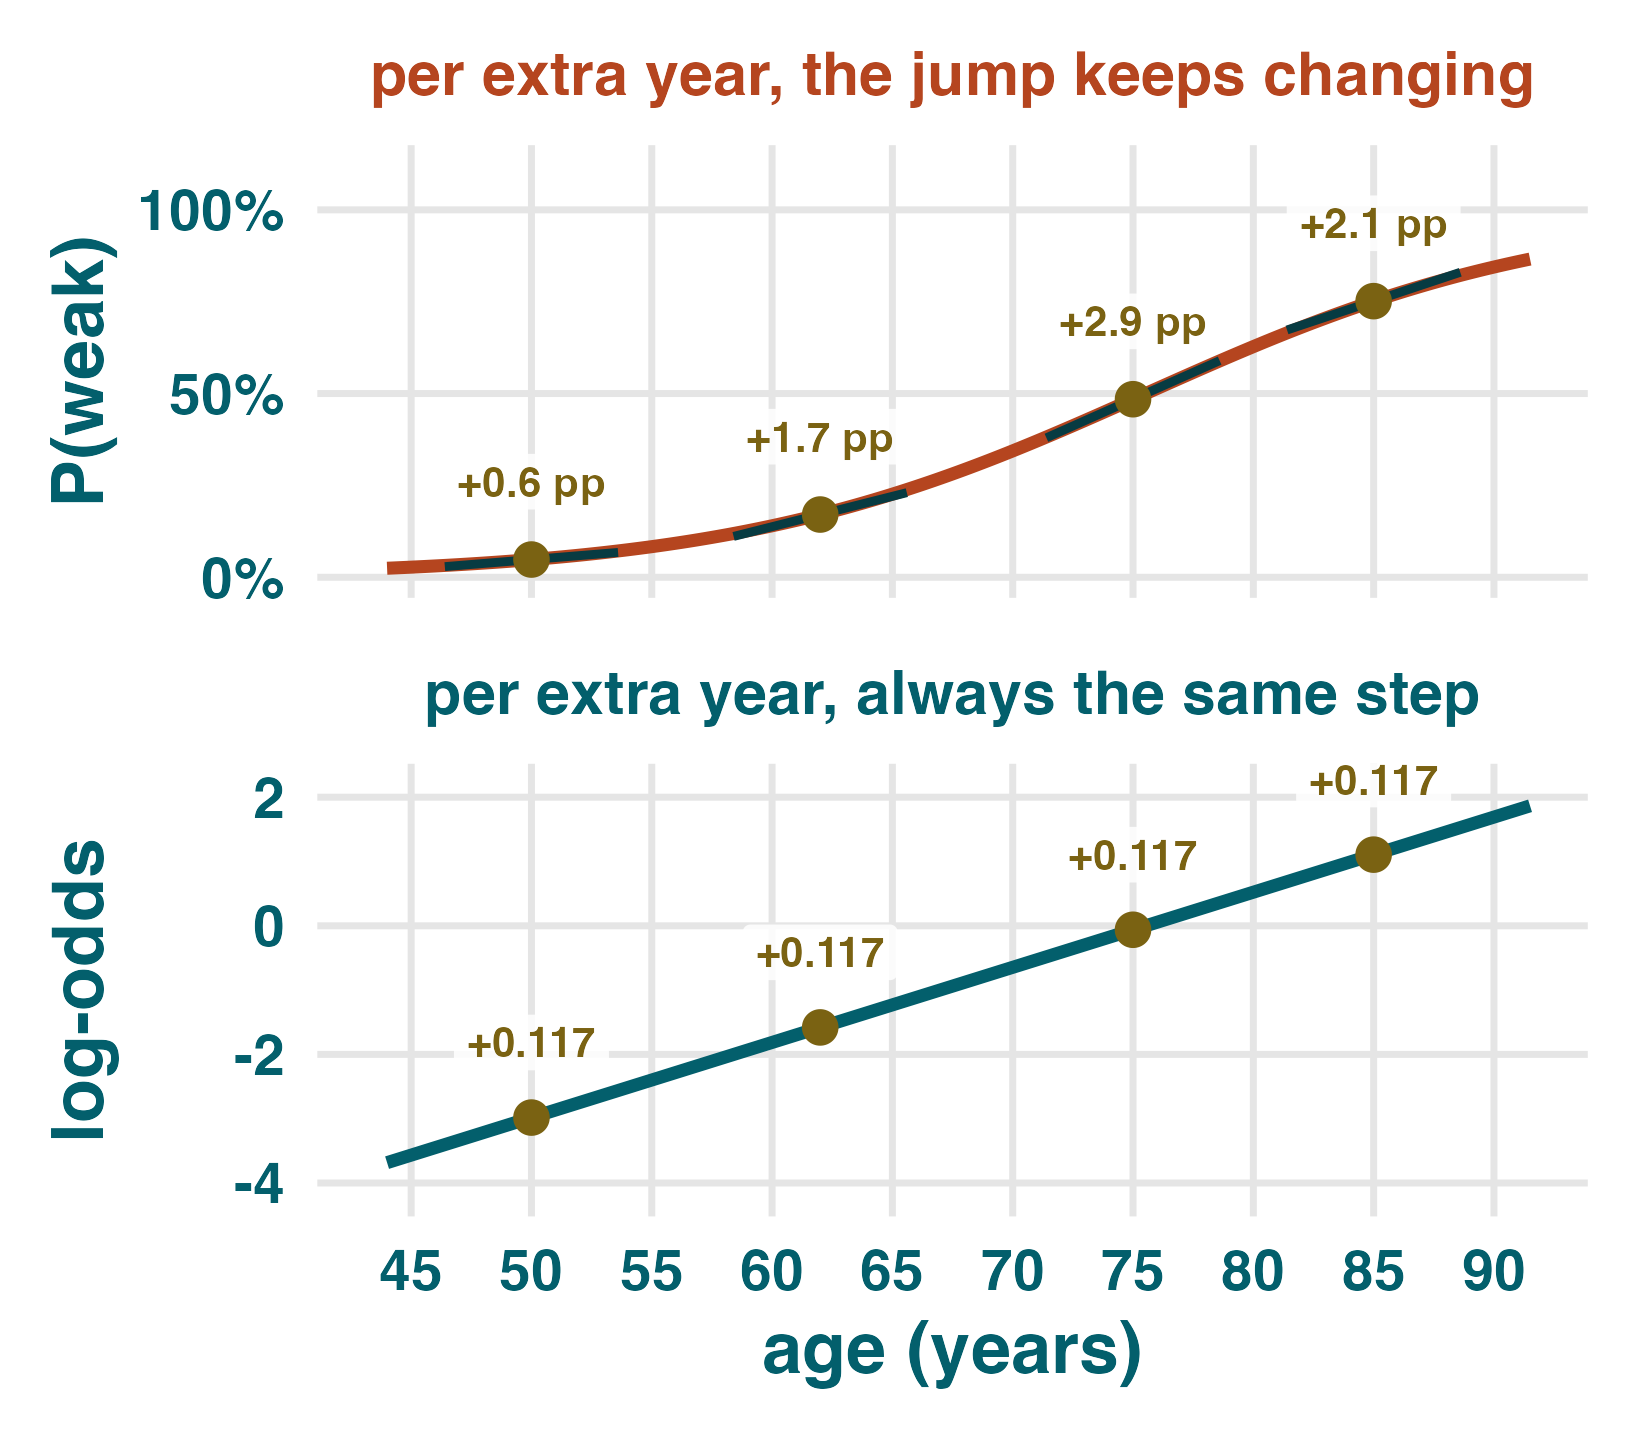 per extra year, the jump keeps changing
P(weak)
100%
50%
0%
+0.6 pp
+1.7 pp
+2.9 pp
+2.1 pp
per extra year, always the same step
log-odds
2
0
-2
-4
+0.117
+0.117
+0.117
+0.117
45 50 55 60 65 70 75 80 85 90
age (years)